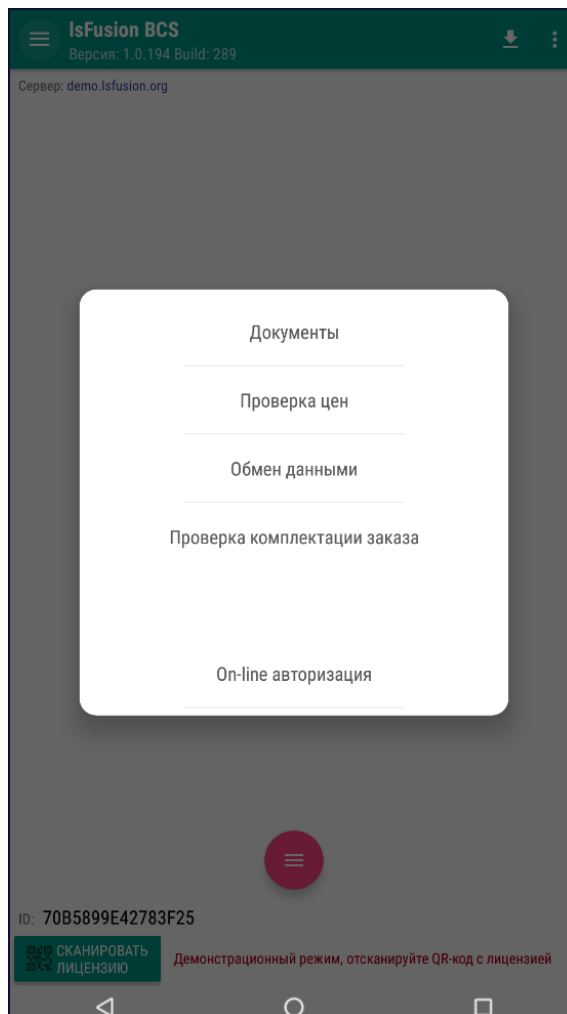 lsFusion BCS
Версия: 1.0.194 Build: 289
Сервер: demo.lsfusion.org
Документы
Проверка цен
Обмен данными
Проверка комплектации заказа
On-line авторизация
ID: 70B5899E42783F25
СКАНИРОВАТЬ
ЛИЦЕНЗИЮ
Демонстрационный режим, отсканируйте QR-код с лицензией